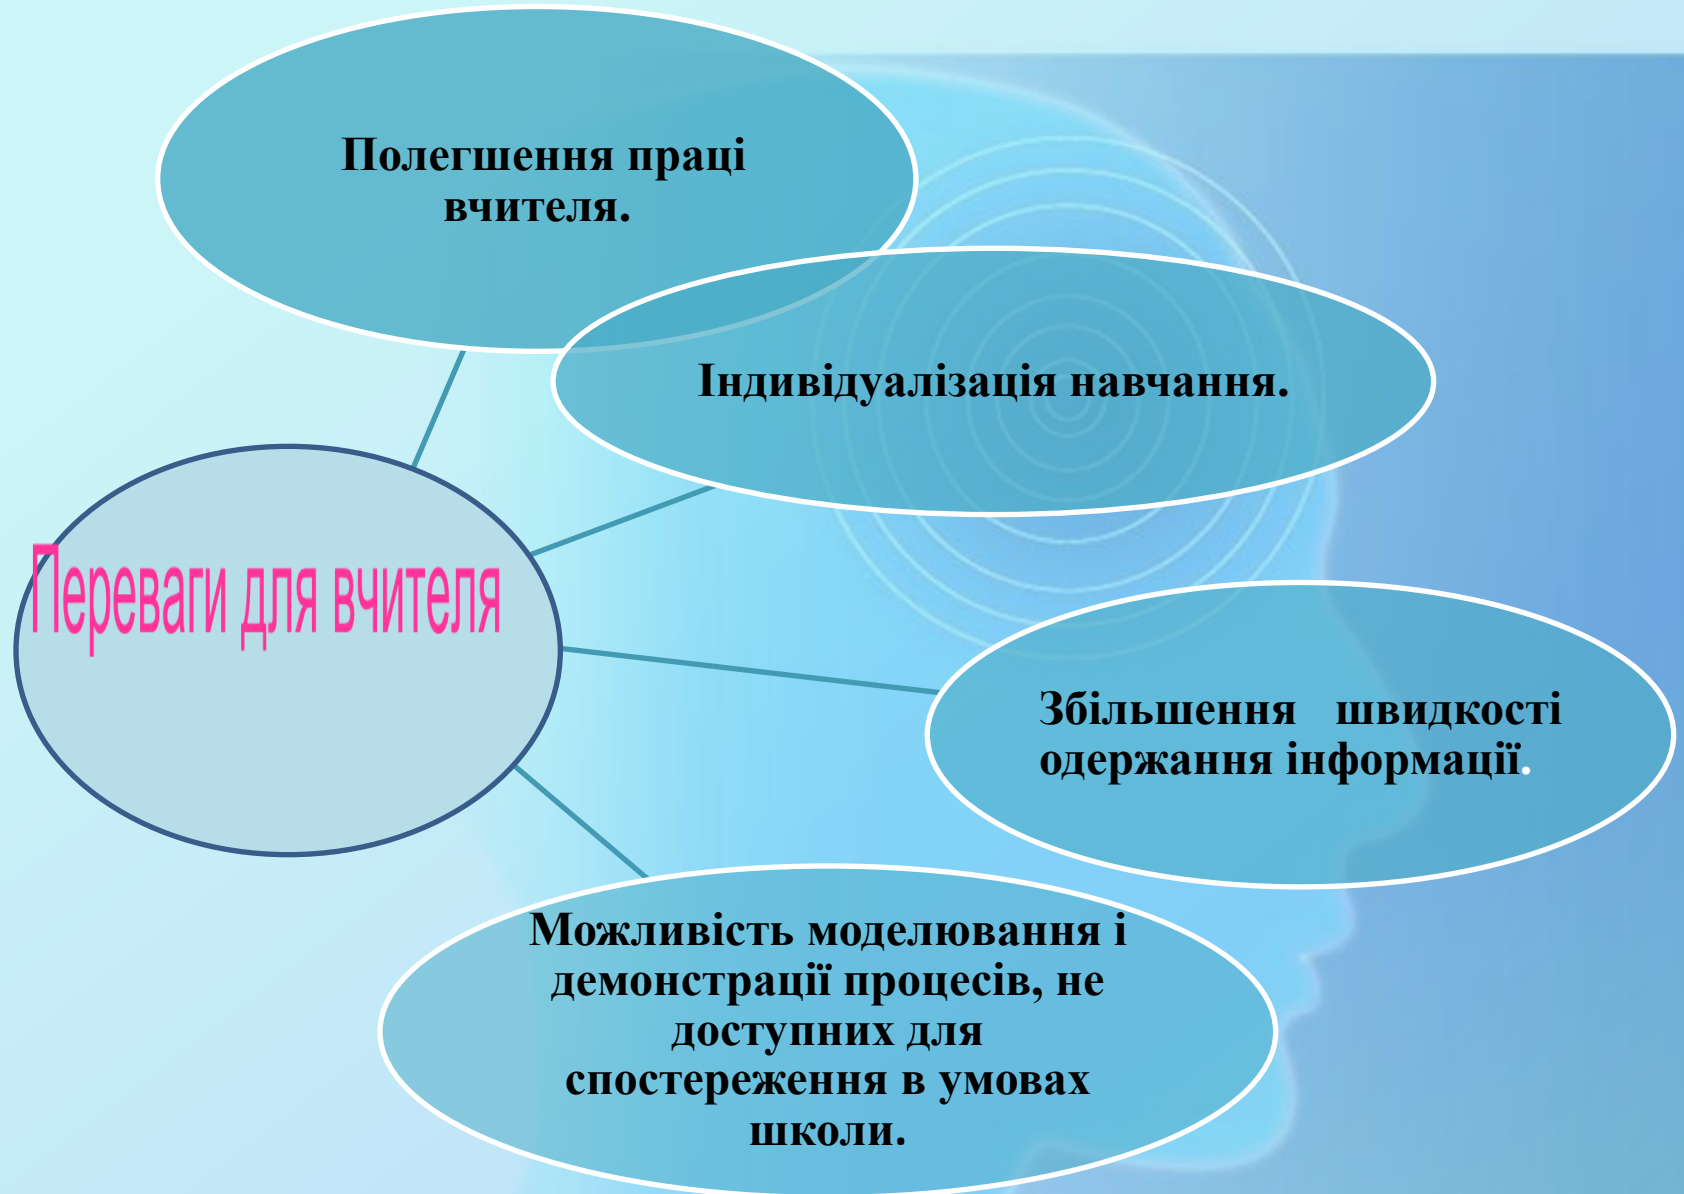 Полегшення праці
вчителя.
Індивідуалізація навчання.
Переваги для вчителя
Збільшення швидкості
одержання інформації.
Можливість моделювання і
демонстрації процесів, не
доступних для
спостереження в умовах
школи.